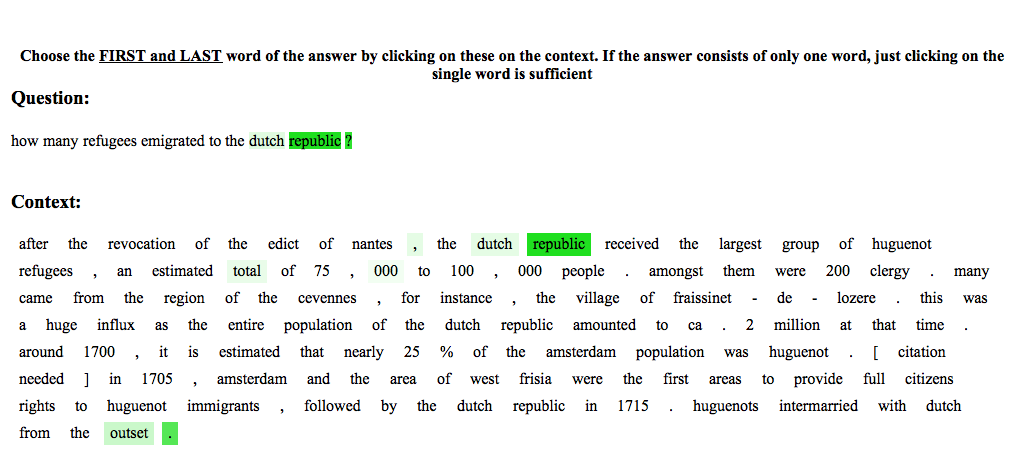 Choose the FIRST and LAST word of the answer by clicking on these on the context. If the answer consists of only one word, just clicking on the
single word is sufficient
Question:
how many refugees emigrated to the dutch republic ?
Context:
after the revocation of the edict of nantes , the dutch republic received the largest group of huguenot
refugees , an estimated total of 75 , 000 to 100 , 000 people . amongst them were 200 clergy . many
came from the region of the cevennes , for instance , the village of fraissinet - de - lozere . this was
a huge influx as the entire population of the dutch republic amounted to ca . 2 million at that time .
around 1700 , it is estimated that nearly 25 % of the amsterdam population was huguenot . [ citation
needed ] in 1705 , amsterdam and the area of west frisia were the first areas to provide full citizens
rights to huguenot immigrants , followed by the dutch republic in 1715 . huguenots intermarried with dutch
from the outset .